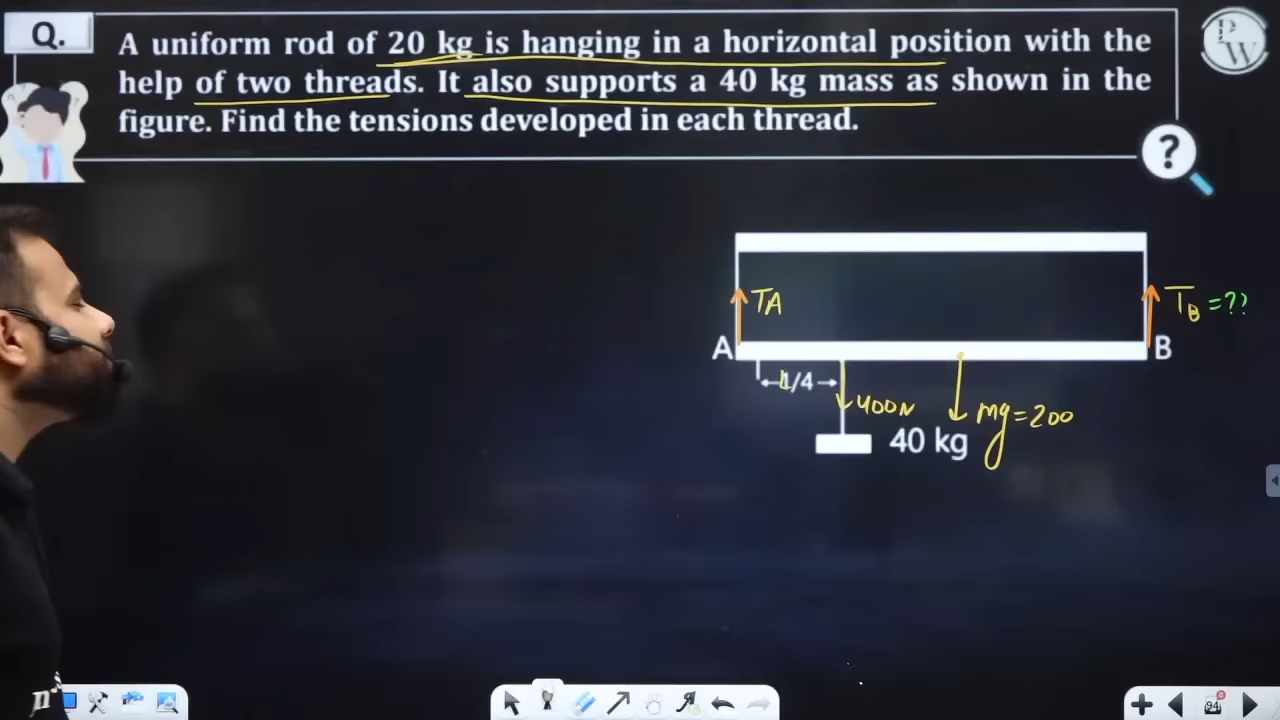 Q.
A uniform rod of 20 kg is hanging in a horizontal position with the
help of two threads. It also supports a 40 kg mass as shown in the
figure. Find the tensions developed in each thread.
P
W
?
TA
TB =??
A
B
L/4
400N
mg=200
40 kg
94